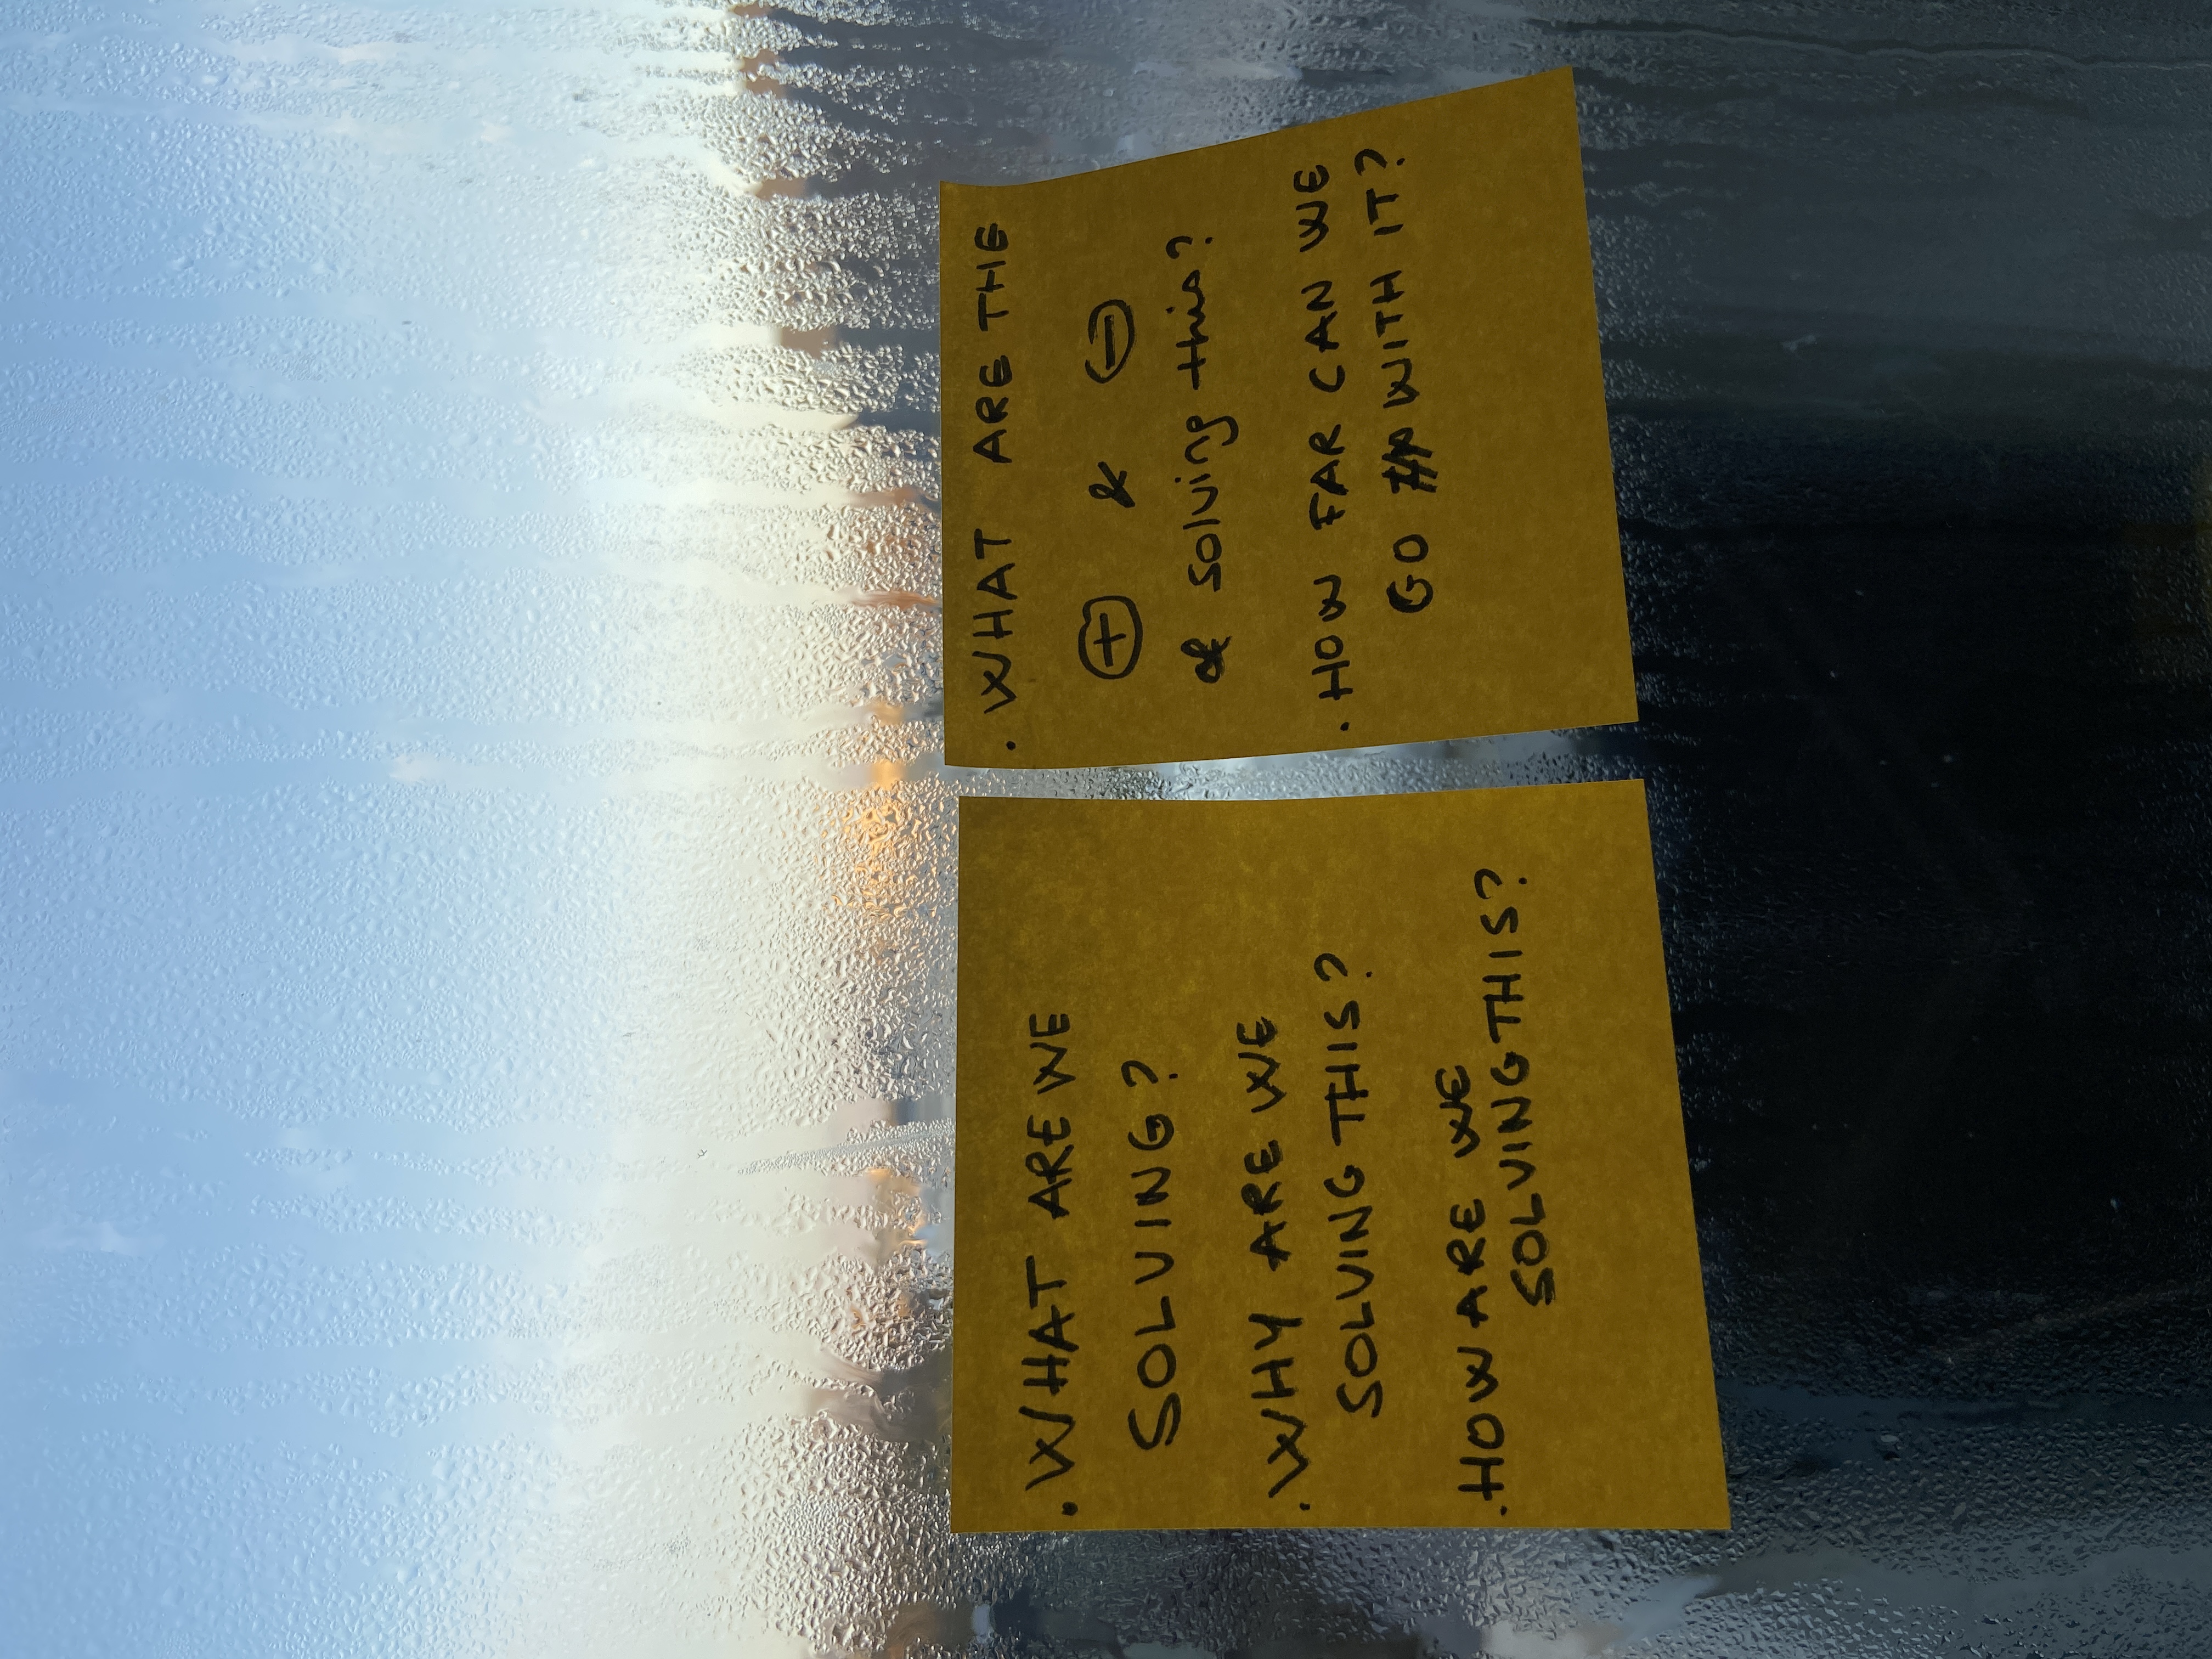 . WHAT ARE WE
SOLVING?
. WHY ARE WE
SOLVING THIS?
. HOW ARE WE
SOLVING THIS?
. WHAT ARE THE
⊕ & ⊖
of solving this?
. HOW FAR CAN WE
GO WITH IT?